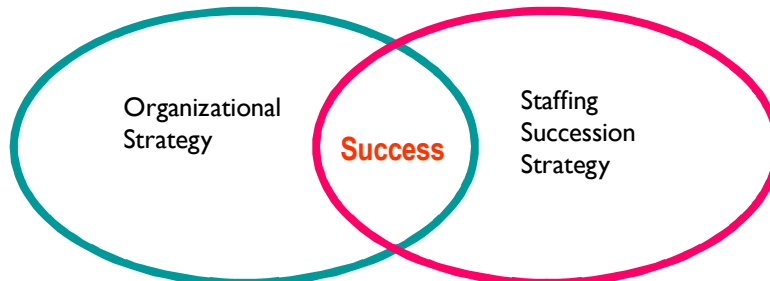 Organizational
Strategy
Success
Staffing
Succession
Strategy